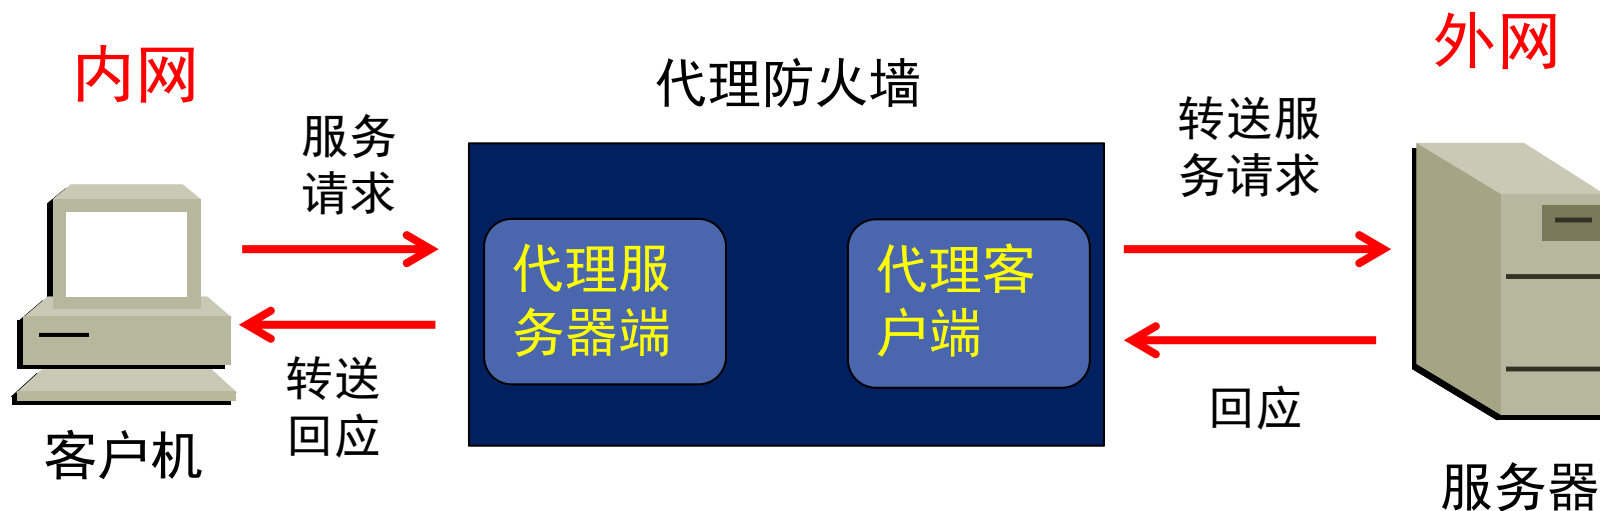 内网
代理防火墙
外网
服务
请求
转送服
务请求
代理服
务器端
代理客
户端
转送
回应
回应
客户机
服务器